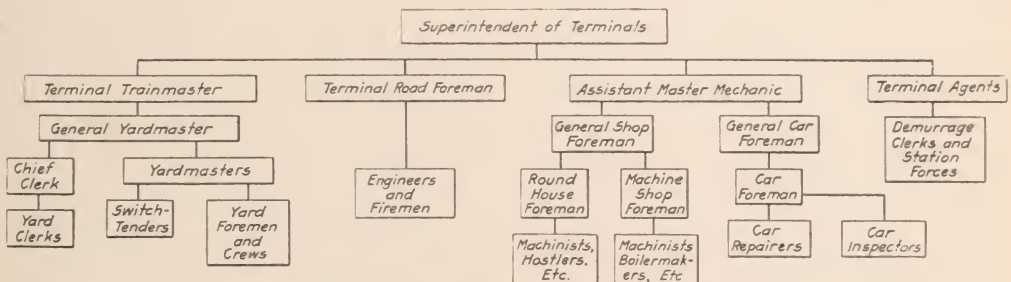 Superintendent of Terminals
Terminal Trainmaster
Terminal Road Foreman
Assistant Master Mechanic
Terminal Agents
General Yardmaster
General Shop
Foreman
General Car
Foreman
Demurrage
Clerks and
Station
Forces
Chief
Clerk
Yardmasters
Engineers
and
Firemen
Round
House
Foreman
Machine
Shop
Foreman
Car
Foreman
Yard
Clerks
Switch-
Tenders
Yard
Foremen
and
Crews
Machinists,
Hostlers,
Etc.
Machinists
Boilermak-
ers, Etc
Car
Repairers
Car
Inspectors